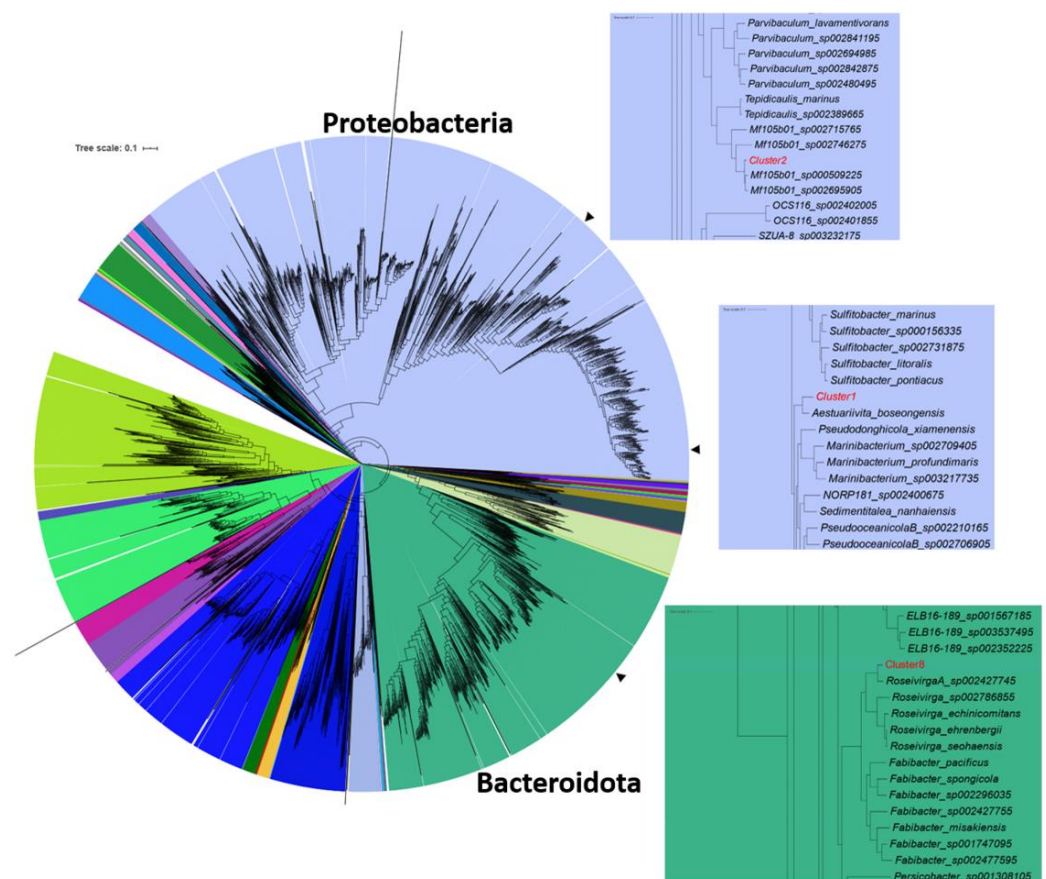 Proteobacteria
Tree scale: 0.1
Bacteroidota
Parvibaculum_lavamentivorans
Parvibaculum_sp002841195
Parvibaculum_sp002694985
Parvibaculum_sp002842875
Parvibaculum_sp002480495
Tepidicaulis_marinus
Tepidicaulis_sp002389665
Mf105b01_sp002715765
Mf105b01_sp002746275
Cluster2
Mf105b01_sp000509225
Mf105b01_sp002695905
OCS116_sp002402005
OCS116_sp002401855
SZUA-8_sp003232175
Sulfitobacter_marinus
Sulfitobacter_sp000156335
Sulfitobacter_sp002731875
Sulfitobacter_litoralis
Sulfitobacter_pontiacus
Cluster1
Aestuariivita_boseongensis
Pseudodonghicola_xiamenensis
Marinibacterium_sp002709405
Marinibacterium_profundimaris
Marinibacterium_sp003217735
NORP181_sp002400675
Sedimentitalea_nanhaiensis
PseudooceanicolaB_sp002210165
PseudooceanicolaB_sp002706905
ELB16-189_sp001567185
ELB16-189_sp003537495
ELB16-189_sp002352225
Cluster8
RoseivirgaA_sp002427745
Roseivirga_sp002786855
Roseivirga_echinicomitans
Roseivirga_ehrenbergii
Roseivirga_seohaensis
Fabibacter_pacificus
Fabibacter_spongicola
Fabibacter_sp002296035
Fabibacter_sp002427755
Fabibacter_misakiensis
Fabibacter_sp001747095
Fabibacter_sp002477595
Persicobacter_sp001308105